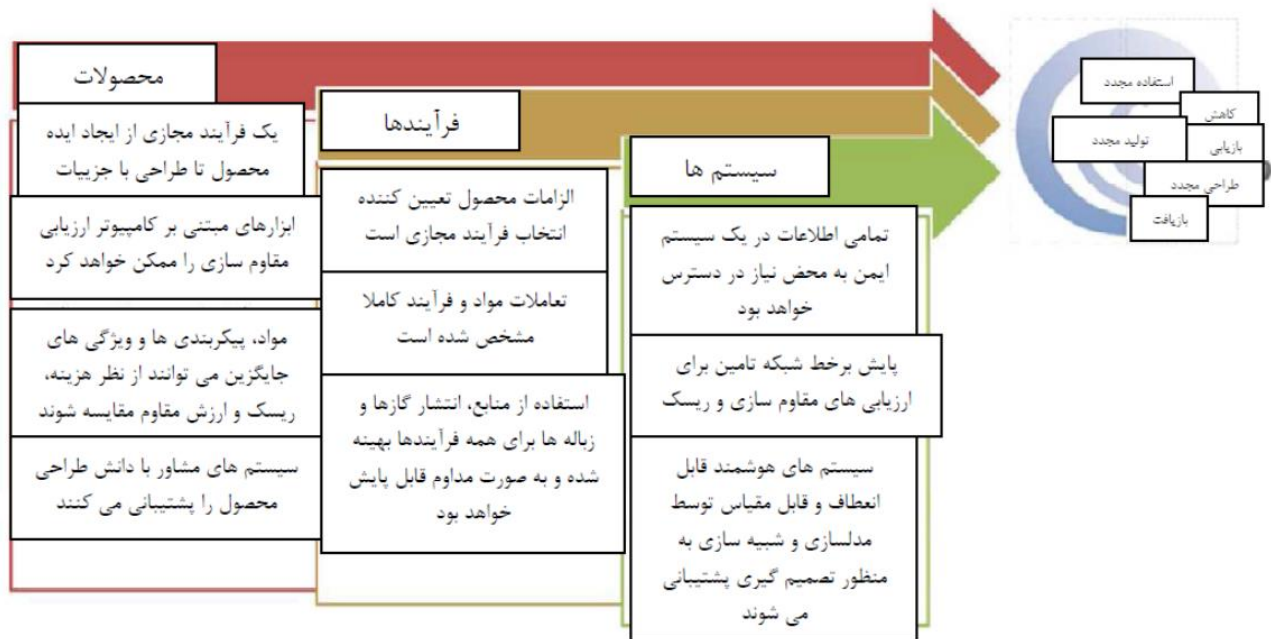 محصولات
یک فرآیند مجازی از ایجاد ایده
محصول تا طراحی با جزییات
ابزارهای مبتنی بر کامپیوتر ارزیابی
مقاوم سازی را ممکن خواهد کرد
مواد، پیکربندی ها و ویژگی های
جایگزین می توانند از نظر هزینه،
ریسک و ارزش مقاوم مقایسه شوند
سیستم های مشاور با دانش طراحی
محصول را پشتیبانی می کنند
فرآیندها
الزامات محصول تعیین کننده
انتخاب فرآیند مجازی است
تعاملات مواد و فرآیند کاملا
مشخص شده است
استفاده از منابع، انتشار گازها و
زباله ها برای همه فرآیندها بهینه
شده و به صورت مداوم قابل پایش
خواهد بود
سیستم ها
تمامی اطلاعات در یک سیستم
ایمن به محض نیاز در دسترس
خواهد بود
پایش برخط شبکه تامین برای
ارزیابی های مقاوم سازی و ریسک
سیستم های هوشمند قابل
انعطاف و قابل مقیاس توسط
مدلسازی و شبیه سازی به
منظور تصمیم گیری پشتیبانی
می شوند
استفاده مجدد
کاهش
تولید مجدد
بازیابی
طراحی مجدد
بازیافت